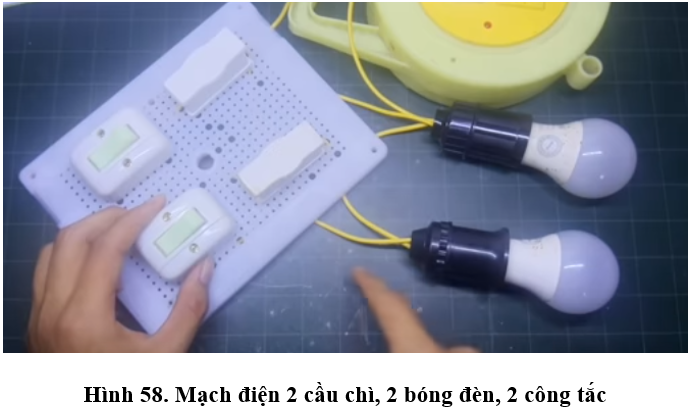 Hình 58. Mạch điện 2 cầu chì, 2 bóng đèn, 2 công tắc